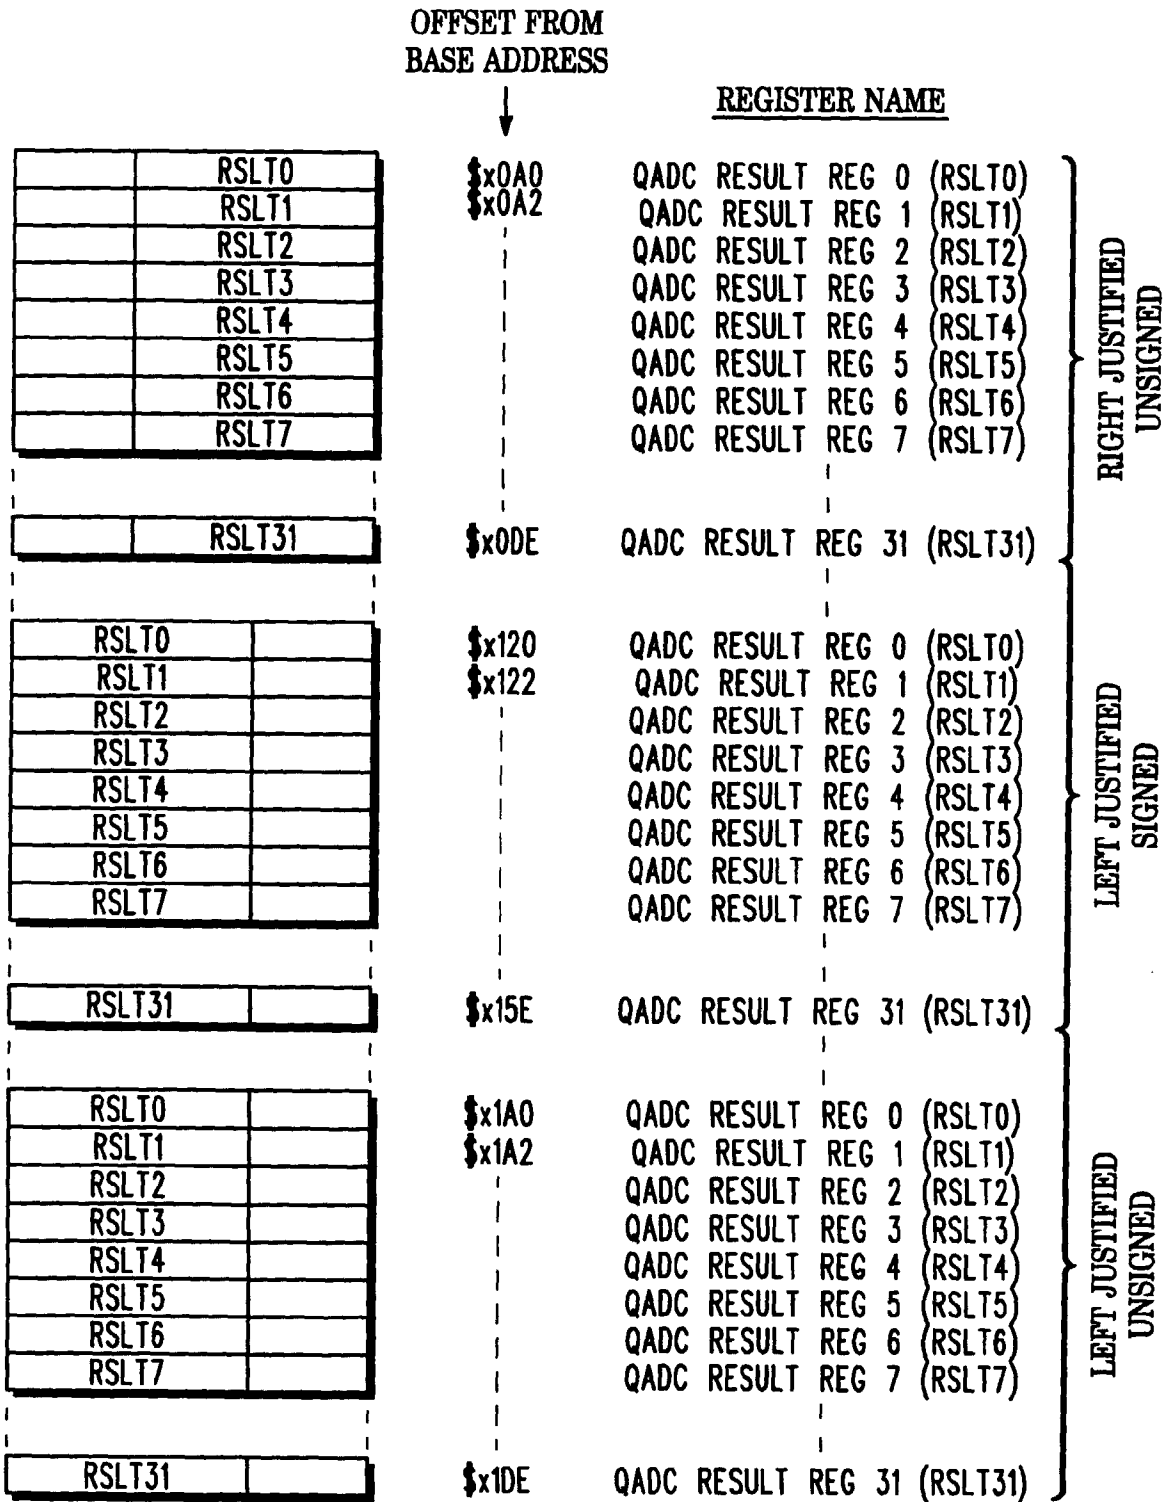 OFFSET FROM
BASE ADDRESS
REGISTER NAME
RSLT0 $x0A0 QADC RESULT REG 0 (RSLT0)
RSLT1 $x0A2 QADC RESULT REG 1 (RSLT1)
RSLT2 QADC RESULT REG 2 (RSLT2)
RSLT3 QADC RESULT REG 3 (RSLT3)
RSLT4 QADC RESULT REG 4 (RSLT4)
RSLT5 QADC RESULT REG 5 (RSLT5)
RSLT6 QADC RESULT REG 6 (RSLT6)
RSLT7 QADC RESULT REG 7 (RSLT7)
RSLT31 $x0DE QADC RESULT REG 31 (RSLT31)
RIGHT JUSTIFIED
UNSIGNED
RSLT0 $x120 QADC RESULT REG 0 (RSLT0)
RSLT1 $x122 QADC RESULT REG 1 (RSLT1)
RSLT2 QADC RESULT REG 2 (RSLT2)
RSLT3 QADC RESULT REG 3 (RSLT3)
RSLT4 QADC RESULT REG 4 (RSLT4)
RSLT5 QADC RESULT REG 5 (RSLT5)
RSLT6 QADC RESULT REG 6 (RSLT6)
RSLT7 QADC RESULT REG 7 (RSLT7)
RSLT31 $x15E QADC RESULT REG 31 (RSLT31)
LEFT JUSTIFIED
SIGNED
RSLT0 $x1A0 QADC RESULT REG 0 (RSLT0)
RSLT1 $x1A2 QADC RESULT REG 1 (RSLT1)
RSLT2 QADC RESULT REG 2 (RSLT2)
RSLT3 QADC RESULT REG 3 (RSLT3)
RSLT4 QADC RESULT REG 4 (RSLT4)
RSLT5 QADC RESULT REG 5 (RSLT5)
RSLT6 QADC RESULT REG 6 (RSLT6)
RSLT7 QADC RESULT REG 7 (RSLT7)
RSLT31 $x1DE QADC RESULT REG 31 (RSLT31)
LEFT JUSTIFIED
UNSIGNED